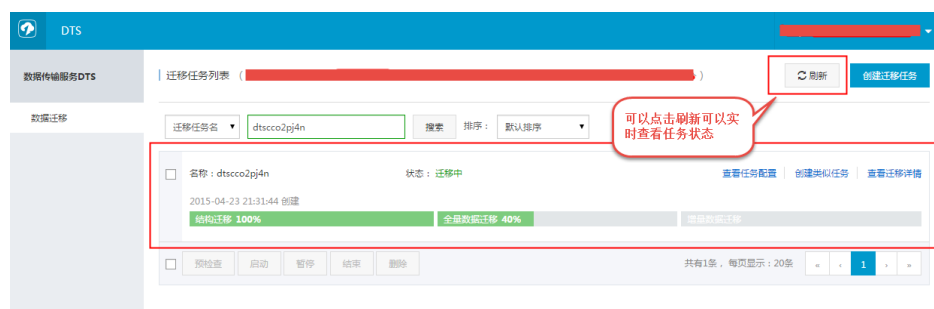 DTS
数据传输服务DTS
迁移任务列表 ( )
刷新
创建迁移任务
数据迁移
迁移任务名 ▼
dtscco2pj4n
搜索
排序：
默认排序 ▼
可以点击刷新可以实
时查看任务状态
名称：dtscco2pj4n
状态：迁移中
查看任务配置
创建类似任务
查看迁移详情
2015-04-23 21:31:44 创建
结构迁移 100%
全量数据迁移 40%
增量数据迁移
预检查
启动
暂停
结束
删除
共有1条，每页显示：20条
« ‹ 1 › »